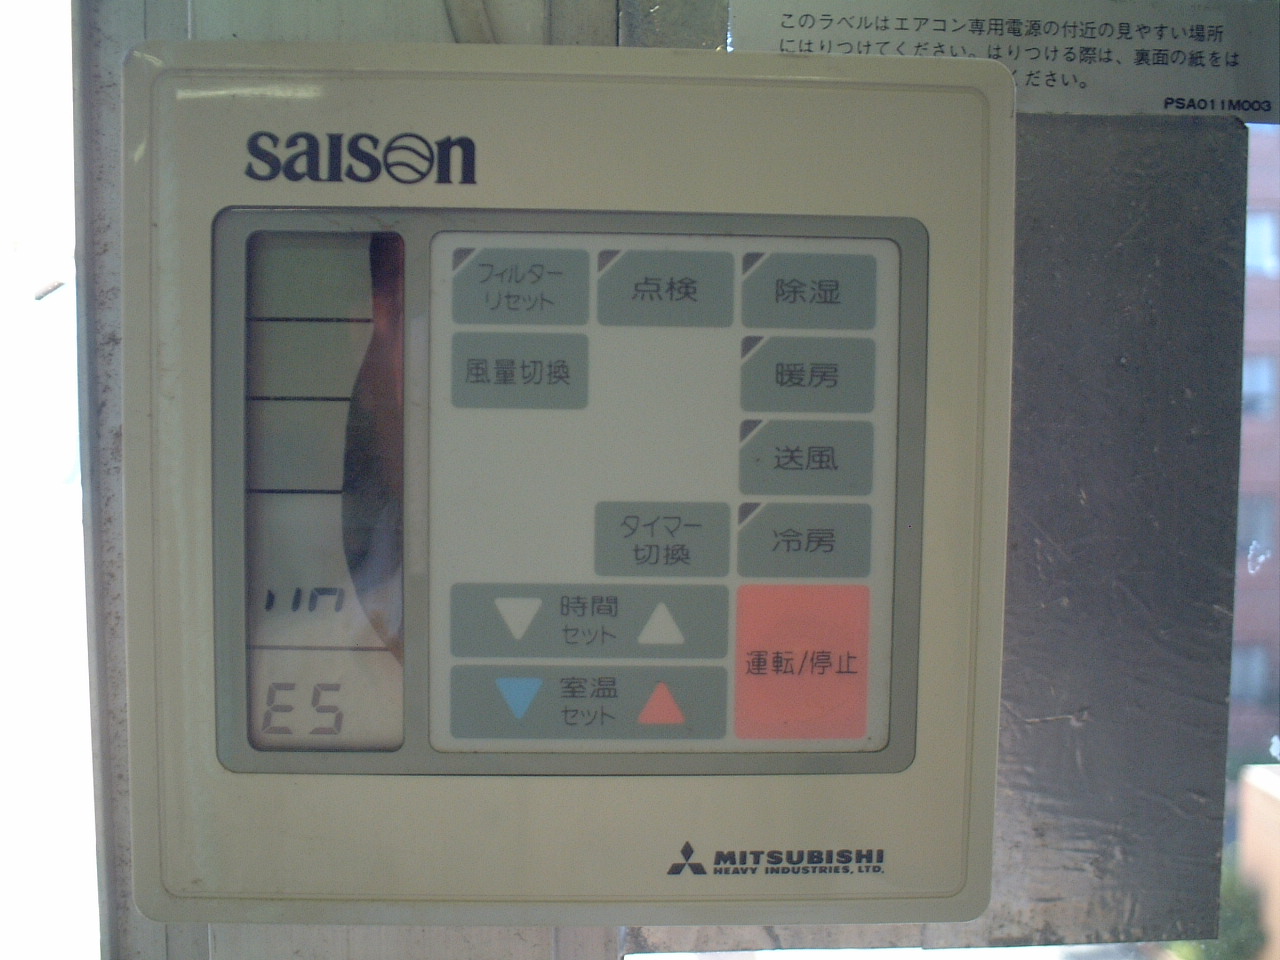 このラベルはエアコン専用電源の付近の見やすい場所
にはりつけてください。はりつける際は、裏面の紙をは
ください。
PSA011M003
saison
フィルター
リセット
点検
除湿
風量切換
暖房
送風
タイマー
切換
冷房
時間
セット
室温
セット
運転/停止
E5
MITSUBISHI
HEAVY INDUSTRIES, LTD.